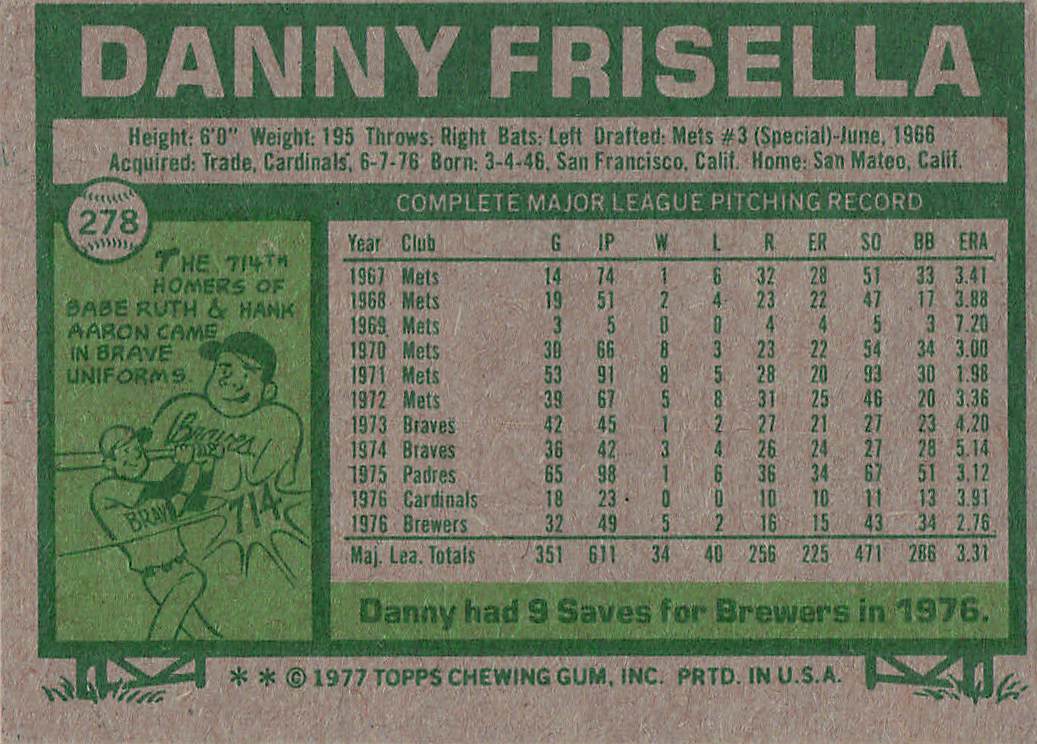 DANNY FRISELLA
Height: 6'0" Weight: 195 Throws: Right Bats: Left Drafted: Mets #3 (Special)-June, 1966
Acquired: Trade, Cardinals, 6-7-76 Born: 3-4-46, San Francisco, Calif. Home: San Mateo, Calif.
278
THE 714TH
HOMERS OF
BABE RUTH & HANK
AARON CAME
IN BRAVE
UNIFORMS.
Braves
BRAV
714
COMPLETE MAJOR LEAGUE PITCHING RECORD
Year Club G IP W L R ER SO BB ERA
1967 Mets 14 74 1 6 32 28 51 33 3.41
1968 Mets 19 51 2 4 23 22 47 17 3.88
1969 Mets 3 5 0 0 4 4 5 3 7.20
1970 Mets 30 66 8 3 23 22 54 34 3.00
1971 Mets 53 91 8 5 28 20 93 30 1.98
1972 Mets 39 67 5 8 31 25 46 20 3.36
1973 Braves 42 45 1 2 27 21 27 23 4.20
1974 Braves 36 42 3 4 26 24 27 28 5.14
1975 Padres 65 98 1 6 36 34 67 51 3.12
1976 Cardinals 18 23 0 0 10 10 11 13 3.91
1976 Brewers 32 49 5 2 16 15 43 34 2.76
Maj. Lea. Totals 351 611 34 40 256 225 471 286 3.31
Danny had 9 Saves for Brewers in 1976.
* * © 1977 TOPPS CHEWING GUM, INC. PRTD. IN U.S.A.